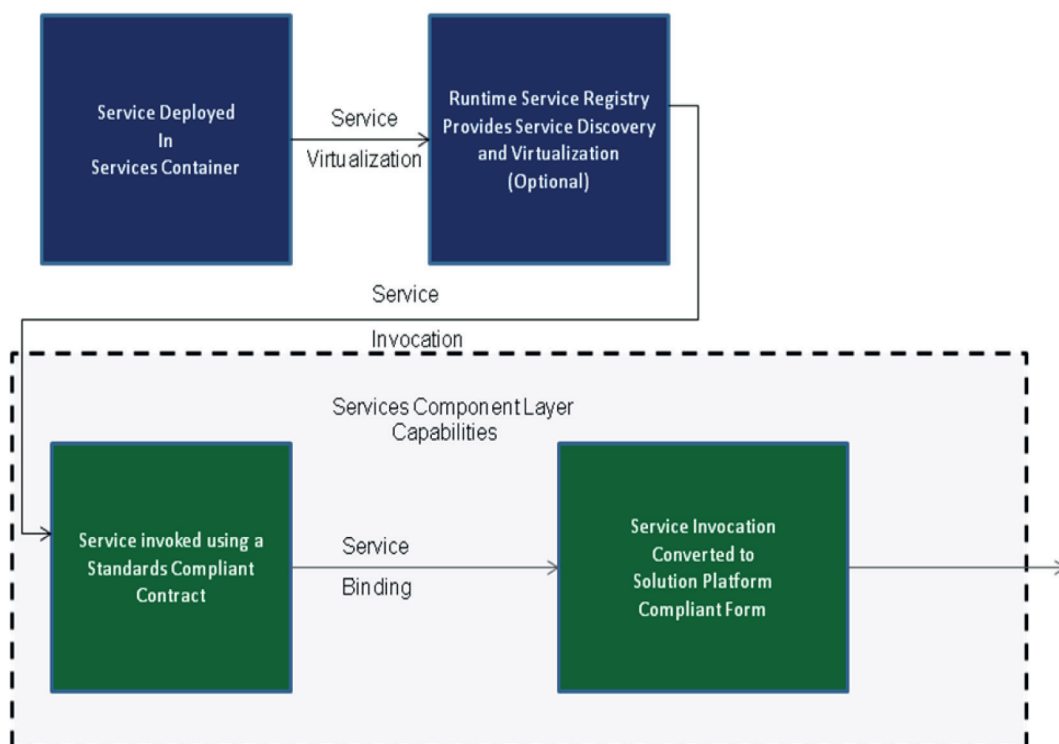 Service Deployed
In
Services Container
Service
Virtualization
Runtime Service Registry
Provides Service Discovery
and Virtualization
(Optional)
Service
Invocation
Services Component Layer
Capabilities
Service invoked using a
Standards Compliant
Contract
Service
Binding
Service Invocation
Converted to
Solution Platform
Compliant Form